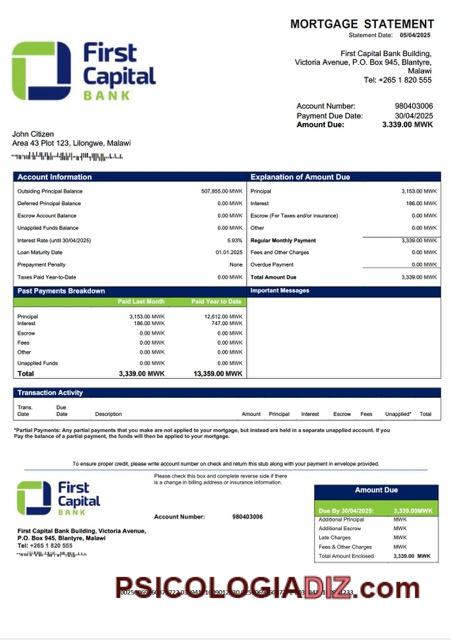 MORTGAGE STATEMENT
Statement Date: 05/04/2025
First Capital BANK
First Capital Bank Building,
Victoria Avenue, P.O. Box 945, Blantyre,
Malawi
Tel: +265 1 820 555
Account Number: 980403006
Payment Due Date: 30/04/2025
Amount Due: 3.339.00 MWK
John Citizen
Area 43 Plot 123, Lilongwe, Malawi
Account Information
Outsiding Principal Balance 507,855.00 MWK
Deferred Principal Balance 0.00 MWK
Escrow Account Balance 0.00 MWK
Unapplied Funds Balance 0.00 MWK
Interest Rate (until 30/04/2025) 5.93%
Loan Maturity Date 01.01.2025
Prepayment Penalty None
Taxes Paid Year-to-Date 0.00 MWK
Explanation of Amount Due
Principal 3,153.00 MWK
Interest 186.00 MWK
Escrow (For Taxes and/or insurance) 0.00 MWK
Other 0.00 MWK
Regular Monthly Payment 3,339.00 MWK
Fees and Other Charges 0.00 MWK
Overdue Payment 0.00 MWK
Total Amount Due 3,339.00 MWK
Past Payments Breakdown
Paid Last Month Paid Year to Date
Principal 3,153.00 MWK 12,612.00 MWK
Interest 186.00 MWK 747.00 MWK
Escrow 0.00 MWK 0.00 MWK
Fees 0.00 MWK 0.00 MWK
Other 0.00 MWK 0.00 MWK
Unapplied Funds 0.00 MWK 0.00 MWK
Total 3,339.00 MWK 13,359.00 MWK
Important Messages
Transaction Activity
Trans. Date Due Date Description Amount Principal Interest Escrow Fees Unapplied* Total
*Partial Payments: Any partial payments that you make are not applied to your mortgage, but instead are held in a separate unapplied account. If you
Pay the balance of a partial payment, the funds will then be applied to your mortgage.
To ensure proper credit, please write account number on check and return this stub along with your payment in envelope provided.
First Capital BANK
Please check this box and complete reverse side if there
is a change in billing address or insurance information.
Account Number: 980403006
First Capital Bank Building, Victoria Avenue,
P.O. Box 945, Blantyre, Malawi
Tel: +265 1 820 555
Amount Due
Due By 30/04/2025: 3,339.00MWK
Additional Principal MWK
Additional Escrow MWK
Late Charges MWK
Fees & Other Charges MWK
Total Amount Enclosed 3,339.00 MWK
PSICOLOGIADIZ.com